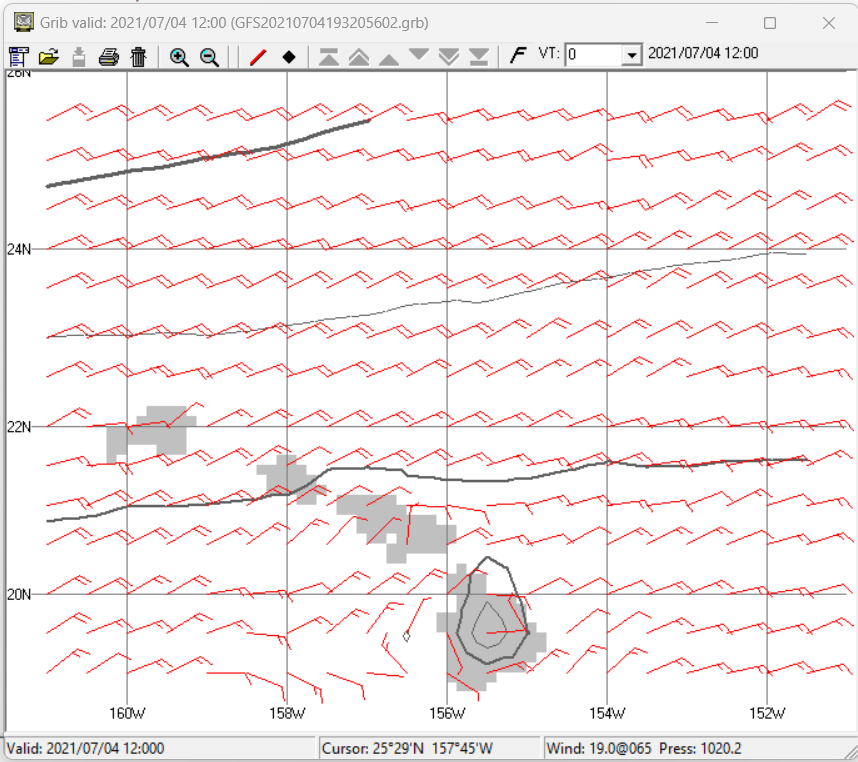 Grib valid: 2021/07/04 12:00 (GFS20210704193205602.grb)
F VT: 0 2021/07/04 12:00
26N
24N
22N
20N
160W 158W 156W 154W 152W
Valid: 2021/07/04 12:000 Cursor: 25°29'N 157°45'W Wind: 19.0@065 Press: 1020.2